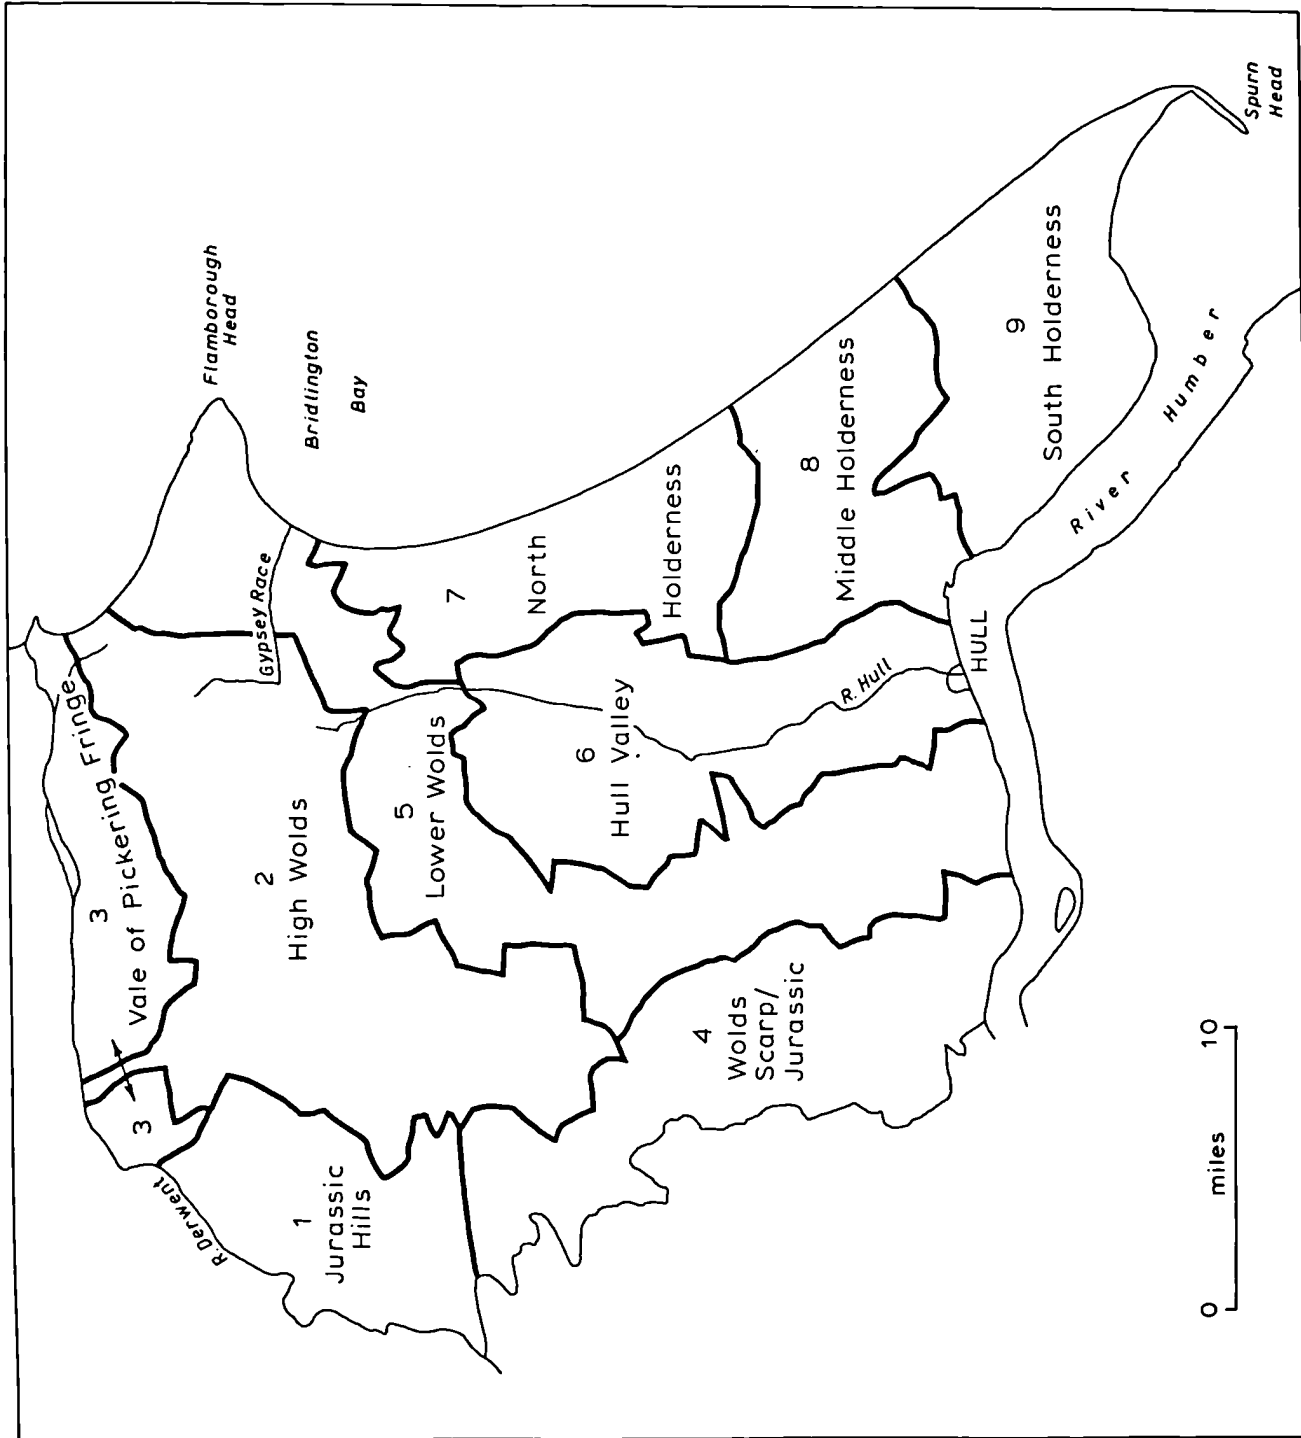 Flamborough
Head
Bridlington
Bay
Gypsey Race
3
Vale of Pickering Fringe
3
R. Derwent
1
Jurassic
Hills
2
High Wolds
5
Lower Wolds
7
North
Holderness
6
Hull Valley
R. Hull
8
Middle Holderness
4
Wolds
Scarp/
Jurassic
HULL
9
South Holderness
River Humber
Spurn
Head
0 10
miles